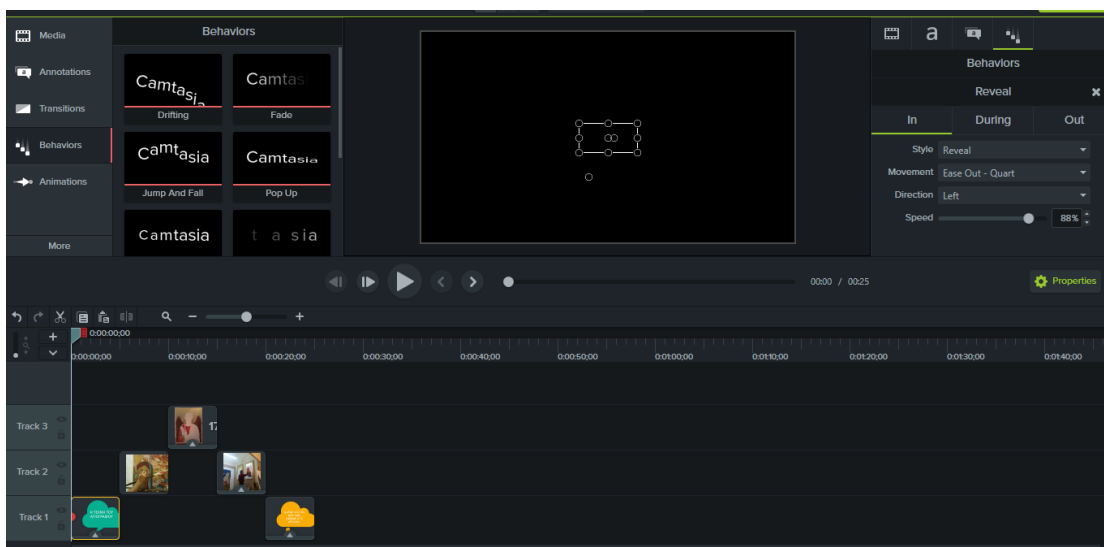 Media
Annotations
Transitions
Behaviors
Animations
More
Behaviors
Camtasia
Drifting
Camtas
Fade
Camtasia
Jump And Fall
Camtasia
Pop Up
Camtasia
t a sia
a
a
Behaviors
Reveal
In During Out
Style Reveal
Movement Ease Out - Quart
Direction Left
Speed 88%
00:00 / 00:25
Properties
0:00:00;00
0:00:00;00 0:00:10;00 0:00:20;00 0:00:30;00 0:00:40;00 0:00:50;00 0:01:00;00 0:01:10;00 0:01:20;00 0:01:30;00 0:01:40;00
Track 3
17
Track 2
Track 1